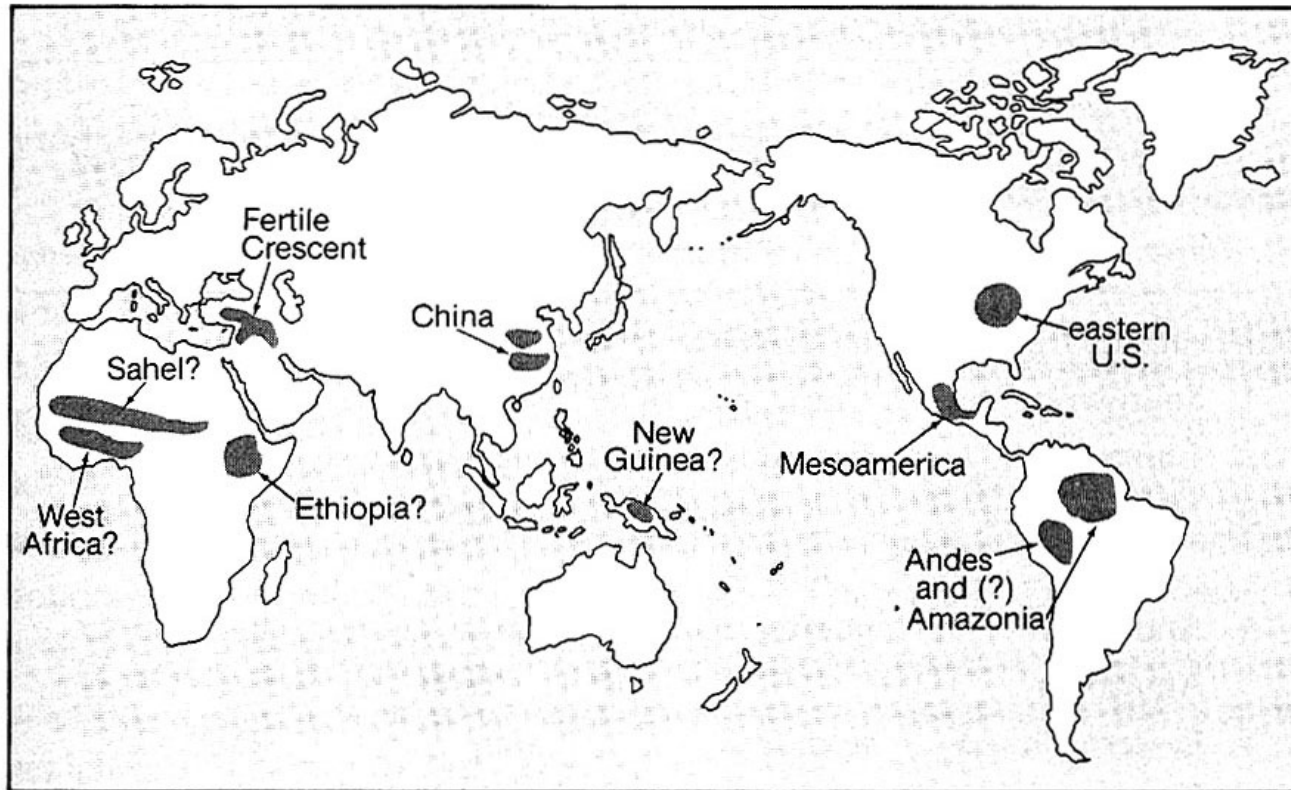 Fertile
Crescent
China
Sahel?
West
Africa?
Ethiopia?
New
Guinea?
eastern
U.S.
Mesoamerica
Andes
and (?)
Amazonia